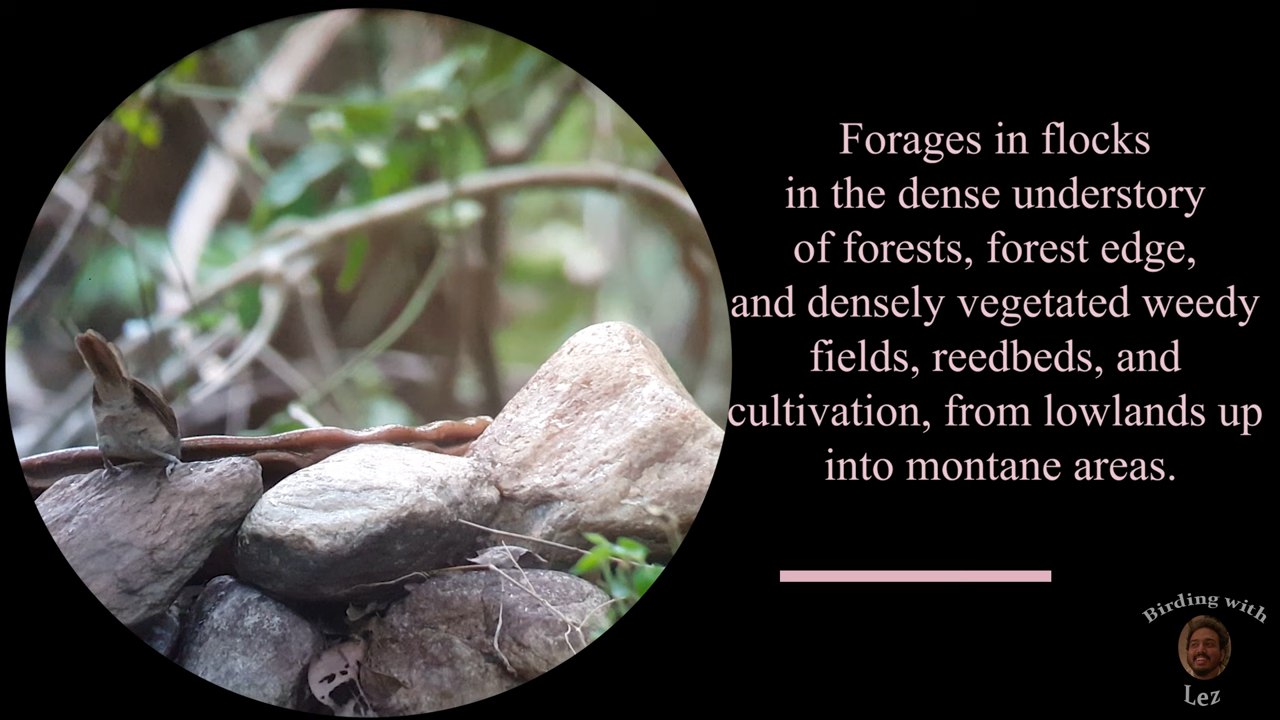 Forages in flocks
in the dense understory
of forests, forest edge,
and densely vegetated weedy
fields, reedbeds, and
cultivation, from lowlands up
into montane areas.
Birding with
Lez